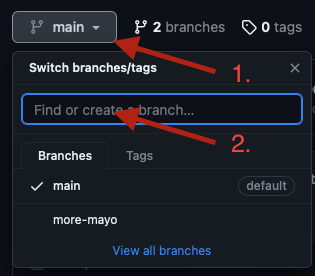 main
2 branches
0 tags
Switch branches/tags
1.
Find or create a branch...
2.
Branches
Tags
main
default
more-mayo
View all branches